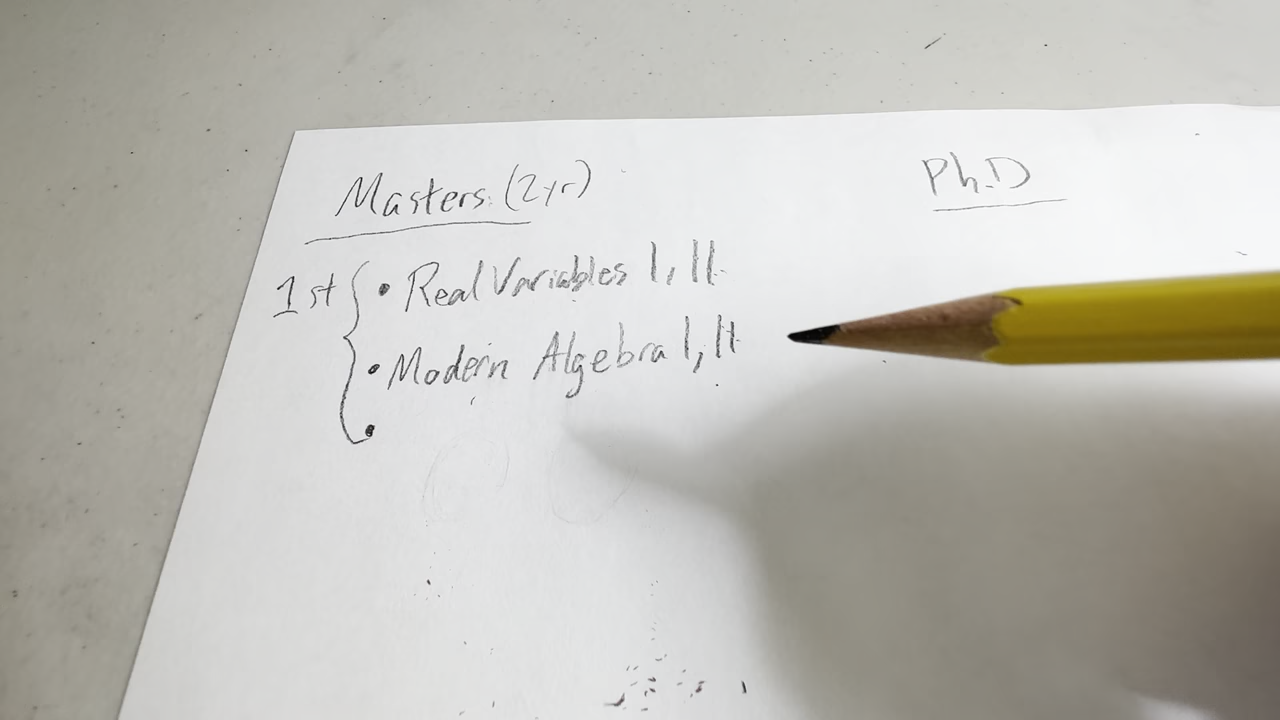 Masters (2yr)
Ph.D
1st { • Real Variables I, II
• Modern Algebra I, II
•